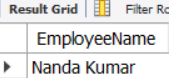 Result Grid Filter Ro
EmployeeName
Nanda Kumar